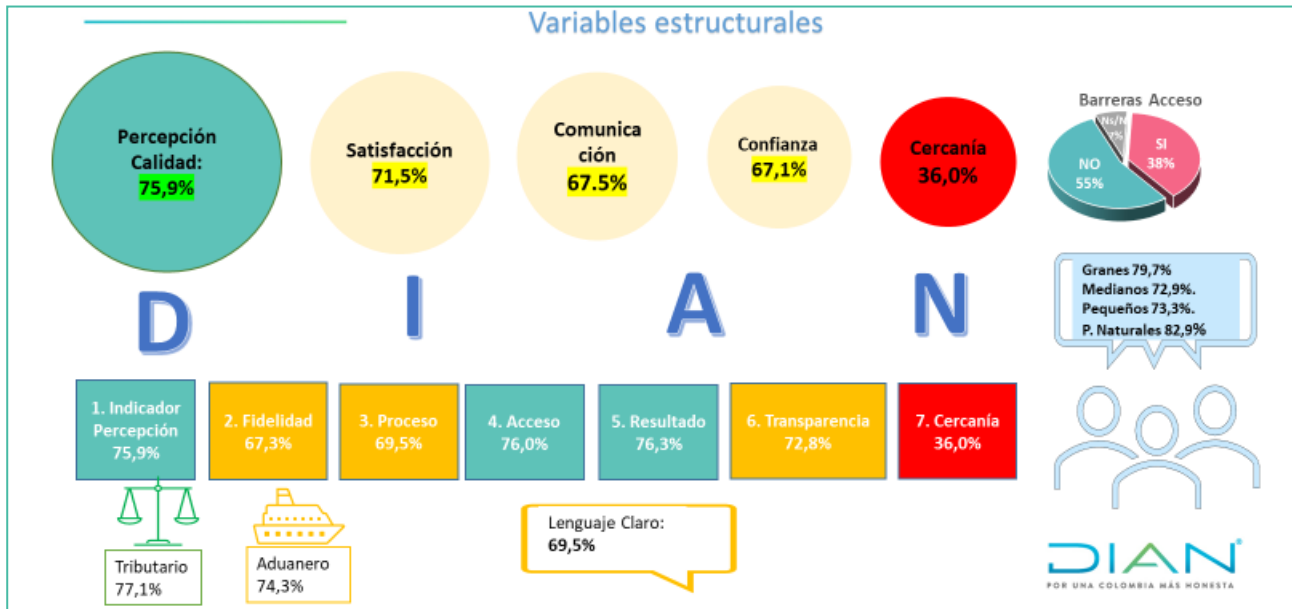 Variables estructurales
Percepción
Calidad:
75,9%
Satisfacción
71,5%
Comunica
ción
67.5%
Confianza
67,1%
Cercanía
36,0%
Barreras Acceso
Ns/N
7%
SI
38%
NO
55%
D I A N
Granes 79,7%
Medianos 72,9%.
Pequeños 73,3%.
P. Naturales 82,9%
1. Indicador
Percepción
75,9%
2. Fidelidad
67,3%
3. Proceso
69,5%
4. Acceso
76,0%
5. Resultado
76,3%
6. Transparencia
72,8%
7. Cercanía
36,0%
Tributario
77,1%
Aduanero
74,3%
Lenguaje Claro:
69,5%
DIAN®
POR UNA COLOMBIA MÁS HONESTA